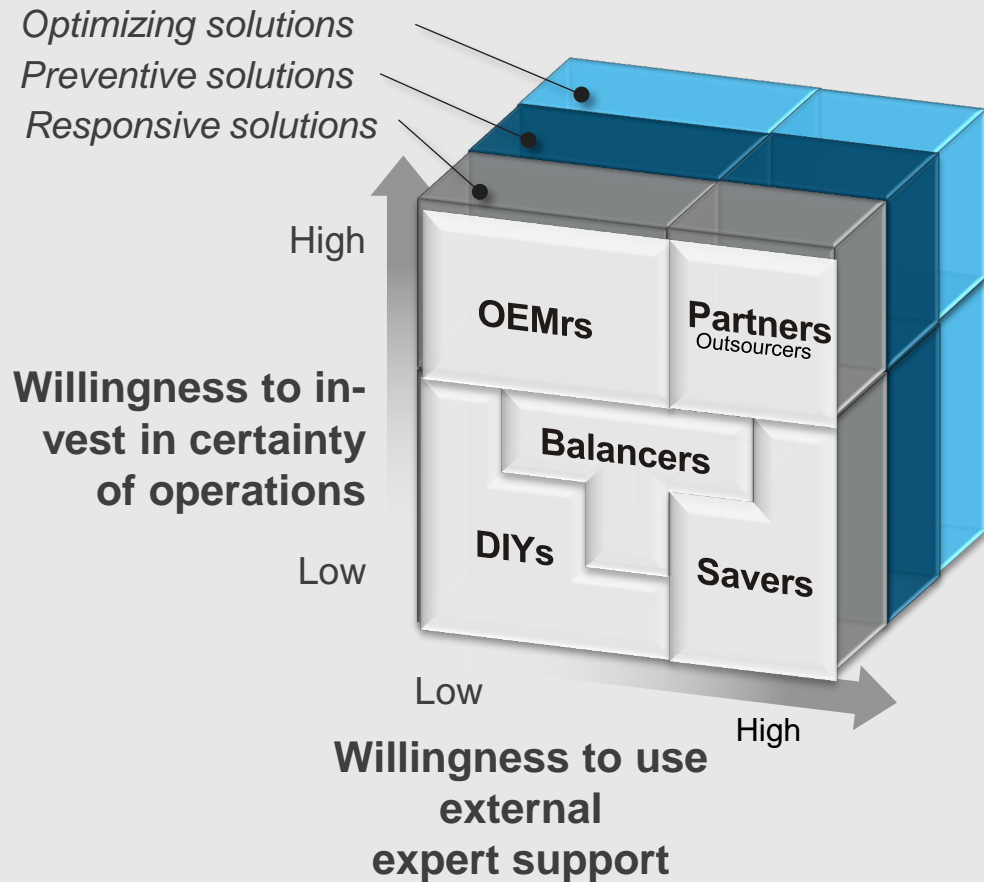 Optimizing solutions
Preventive solutions
Responsive solutions
High
OEMrs
Partners
Outsourcers
Willingness to in-
vest in certainty
of operations
Balancers
DIYs
Savers
Low
Low
High
Willingness to use
external
expert support